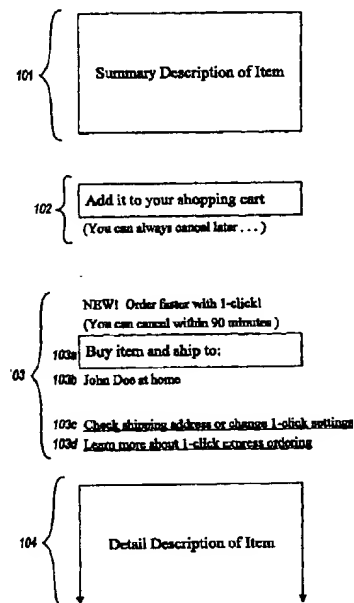 101 Summary Description of Item
102 Add it to your shopping cart
(You can always cancel later . . .)
NEW! Order faster with 1-click!
(You can cancel within 90 minutes )
103a Buy item and ship to:
03 103b John Doe at home
103c Check shipping address or change 1-click settings
103d Learn more about 1-click express ordering
104 Detail Description of Item